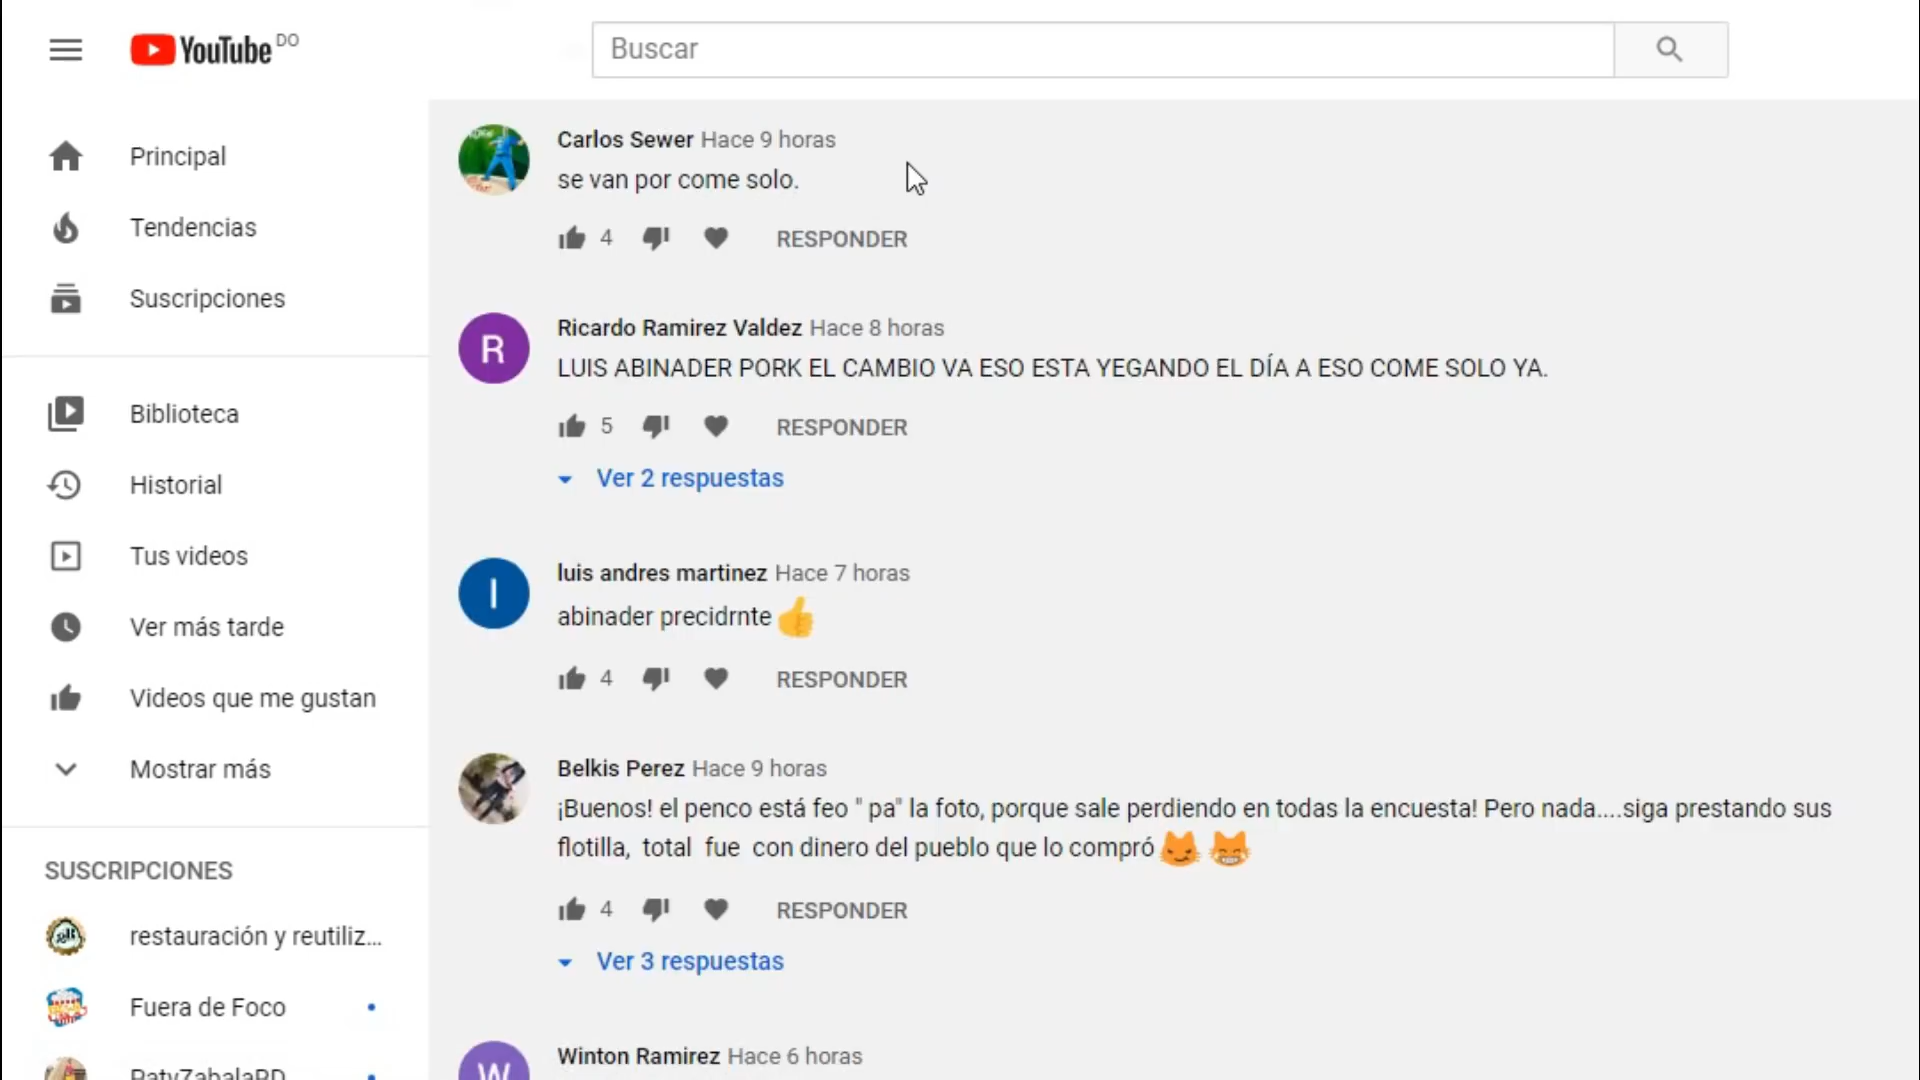 YouTube DO
Buscar
Principal
Tendencias
Suscripciones
Biblioteca
Historial
Tus videos
Ver más tarde
Videos que me gustan
Mostrar más
SUSCRIPCIONES
restauración y reutiliz...
Fuera de Foco
PatyZabalaRD
Carlos Sewer Hace 9 horas
se van por come solo.
4 RESPONDER
R
Ricardo Ramirez Valdez Hace 8 horas
LUIS ABINADER PORK EL CAMBIO VA ESO ESTA YEGANDO EL DÍA A ESO COME SOLO YA.
5 RESPONDER
Ver 2 respuestas
l
luis andres martinez Hace 7 horas
abinader precidrnte 👍
4 RESPONDER
Belkis Perez Hace 9 horas
¡Buenos! el penco está feo " pa" la foto, porque sale perdiendo en todas la encuesta! Pero nada....siga prestando sus
flotilla, total fue con dinero del pueblo que lo compró 😼 😸
4 RESPONDER
Ver 3 respuestas
W
Winton Ramirez Hace 6 horas